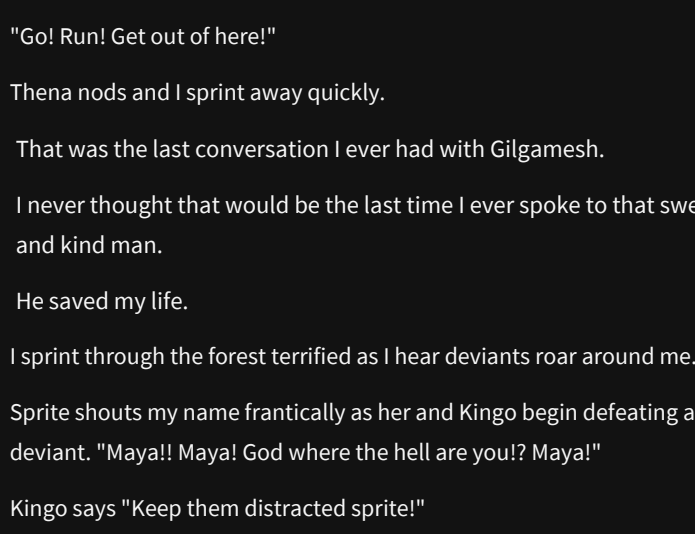 "Go! Run! Get out of here!"
Thena nods and I sprint away quickly.
That was the last conversation I ever had with Gilgamesh.
I never thought that would be the last time I ever spoke to that
and kind man.
He saved my life.
I sprint through the forest terrified as I hear deviants roar around me.
Sprite shouts my name frantically as her and Kingo begin defeating a
deviant. "Maya!! Maya! God where the hell are you!? Maya!"
Kingo says "Keep them distracted sprite!"